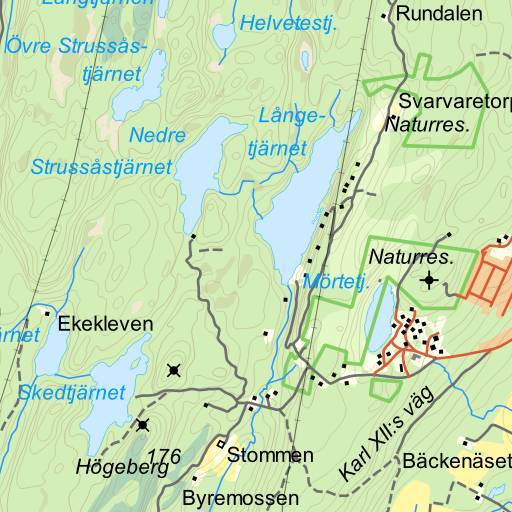 Långtjärnen
Rundalen
Helvetestj.
Övre Strussås-
tjärnet
Svarvaretorp
Naturres.
Långe-
tjärnet
Nedre
Strussåstjärnet
Naturres.
Mörtetj.
Ekekleven
tjärnet
Skedtjärnet
Karl XII:s väg
176
Högeberg
Stommen
Bäckenäset
Byremossen